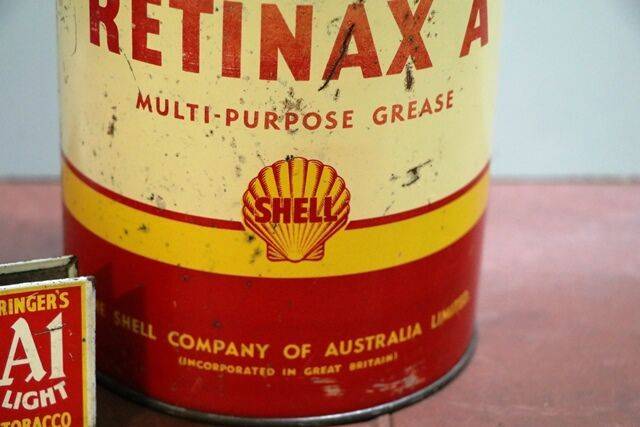 RETINAX A
MULTI-PURPOSE GREASE
SHELL
SHELL COMPANY OF AUSTRALIA LIMITED
(INCORPORATED IN GREAT BRITAIN)
RINGER'S
A1
LIGHT
TOBACCO